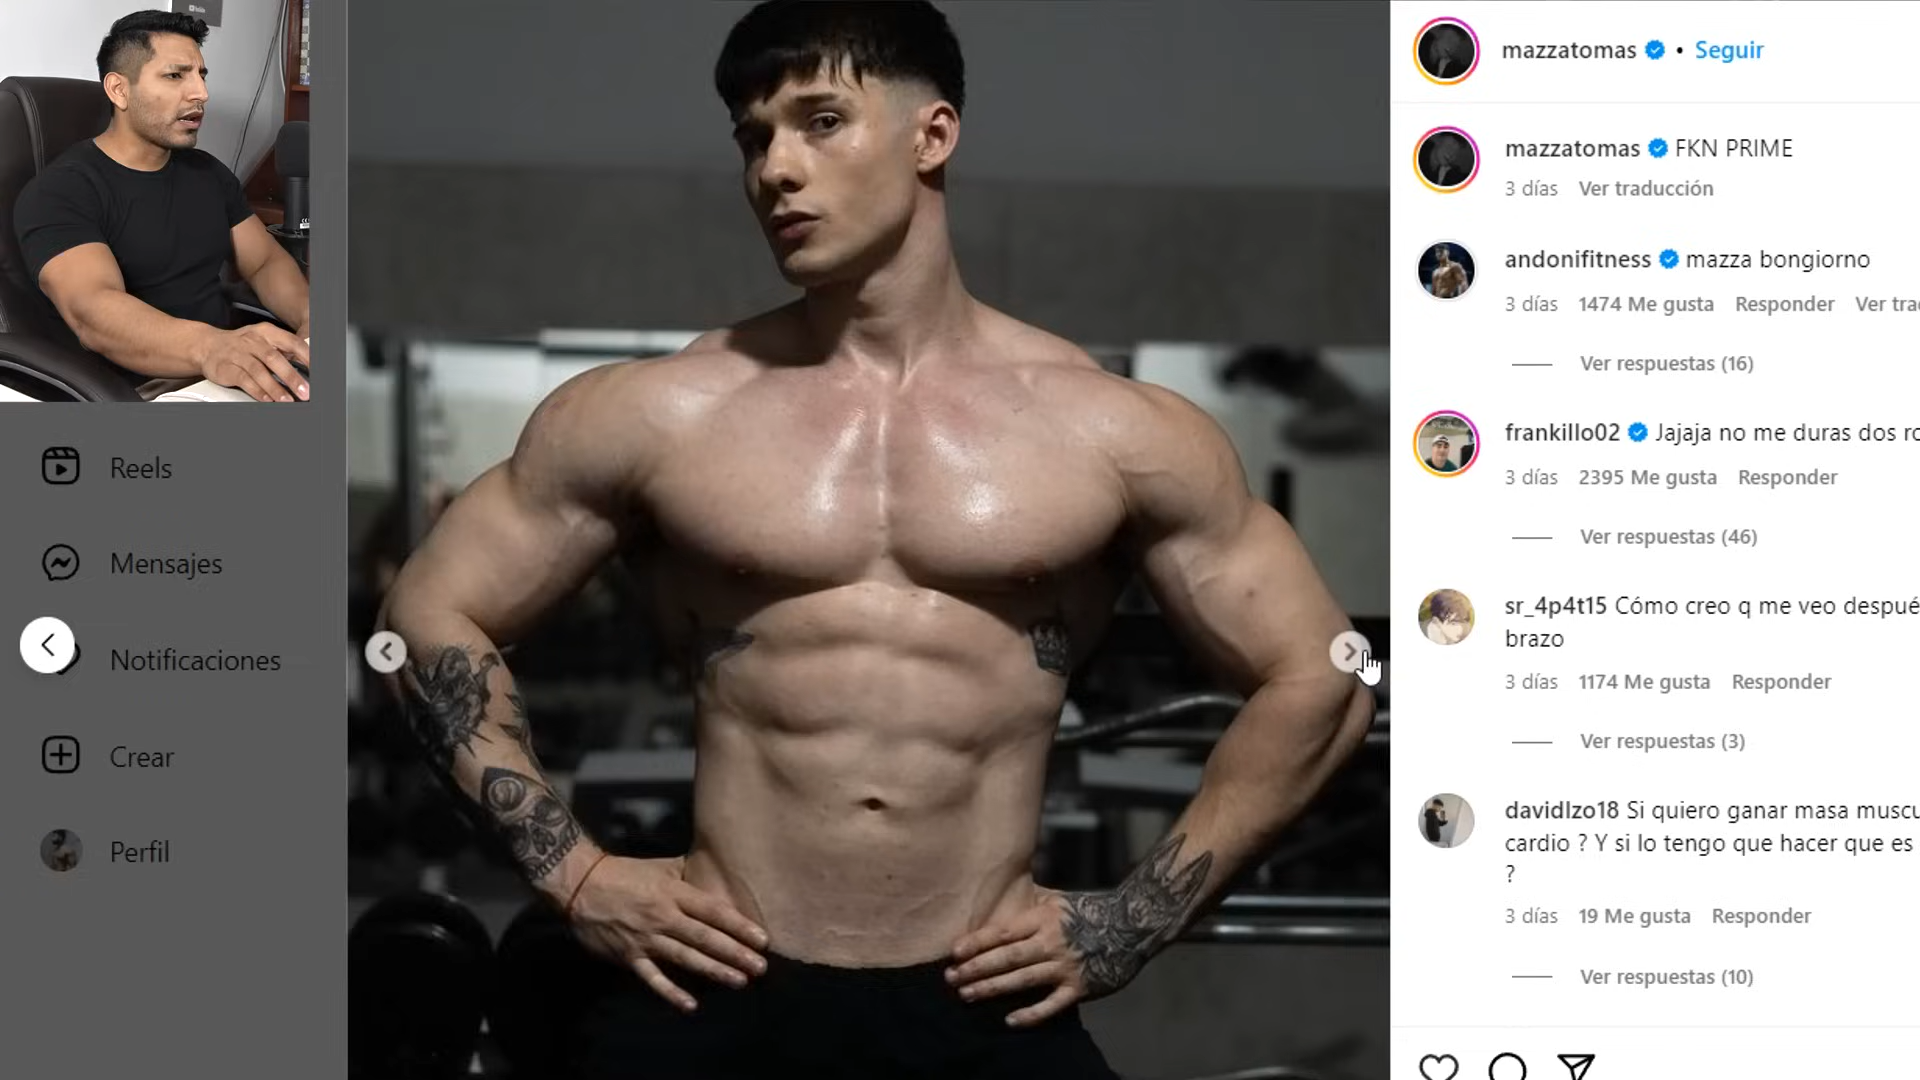 mazzatomas • Seguir
mazzatomas FKN PRIME
3 días Ver traducción
andonifitness mazza bongiorno
3 días 1474 Me gusta Responder Ver tra
Ver respuestas (16)
frankillo02 Jajaja no me duras dos ro
3 días 2395 Me gusta Responder
Ver respuestas (46)
sr_4p4t15 Cómo creo q me veo despué
brazo
3 días 1174 Me gusta Responder
Ver respuestas (3)
davidlzo18 Si quiero ganar masa muscu
cardio ? Y si lo tengo que hacer que es
?
3 días 19 Me gusta Responder
Ver respuestas (10)
Reels
Mensajes
Notificaciones
Crear
Perfil